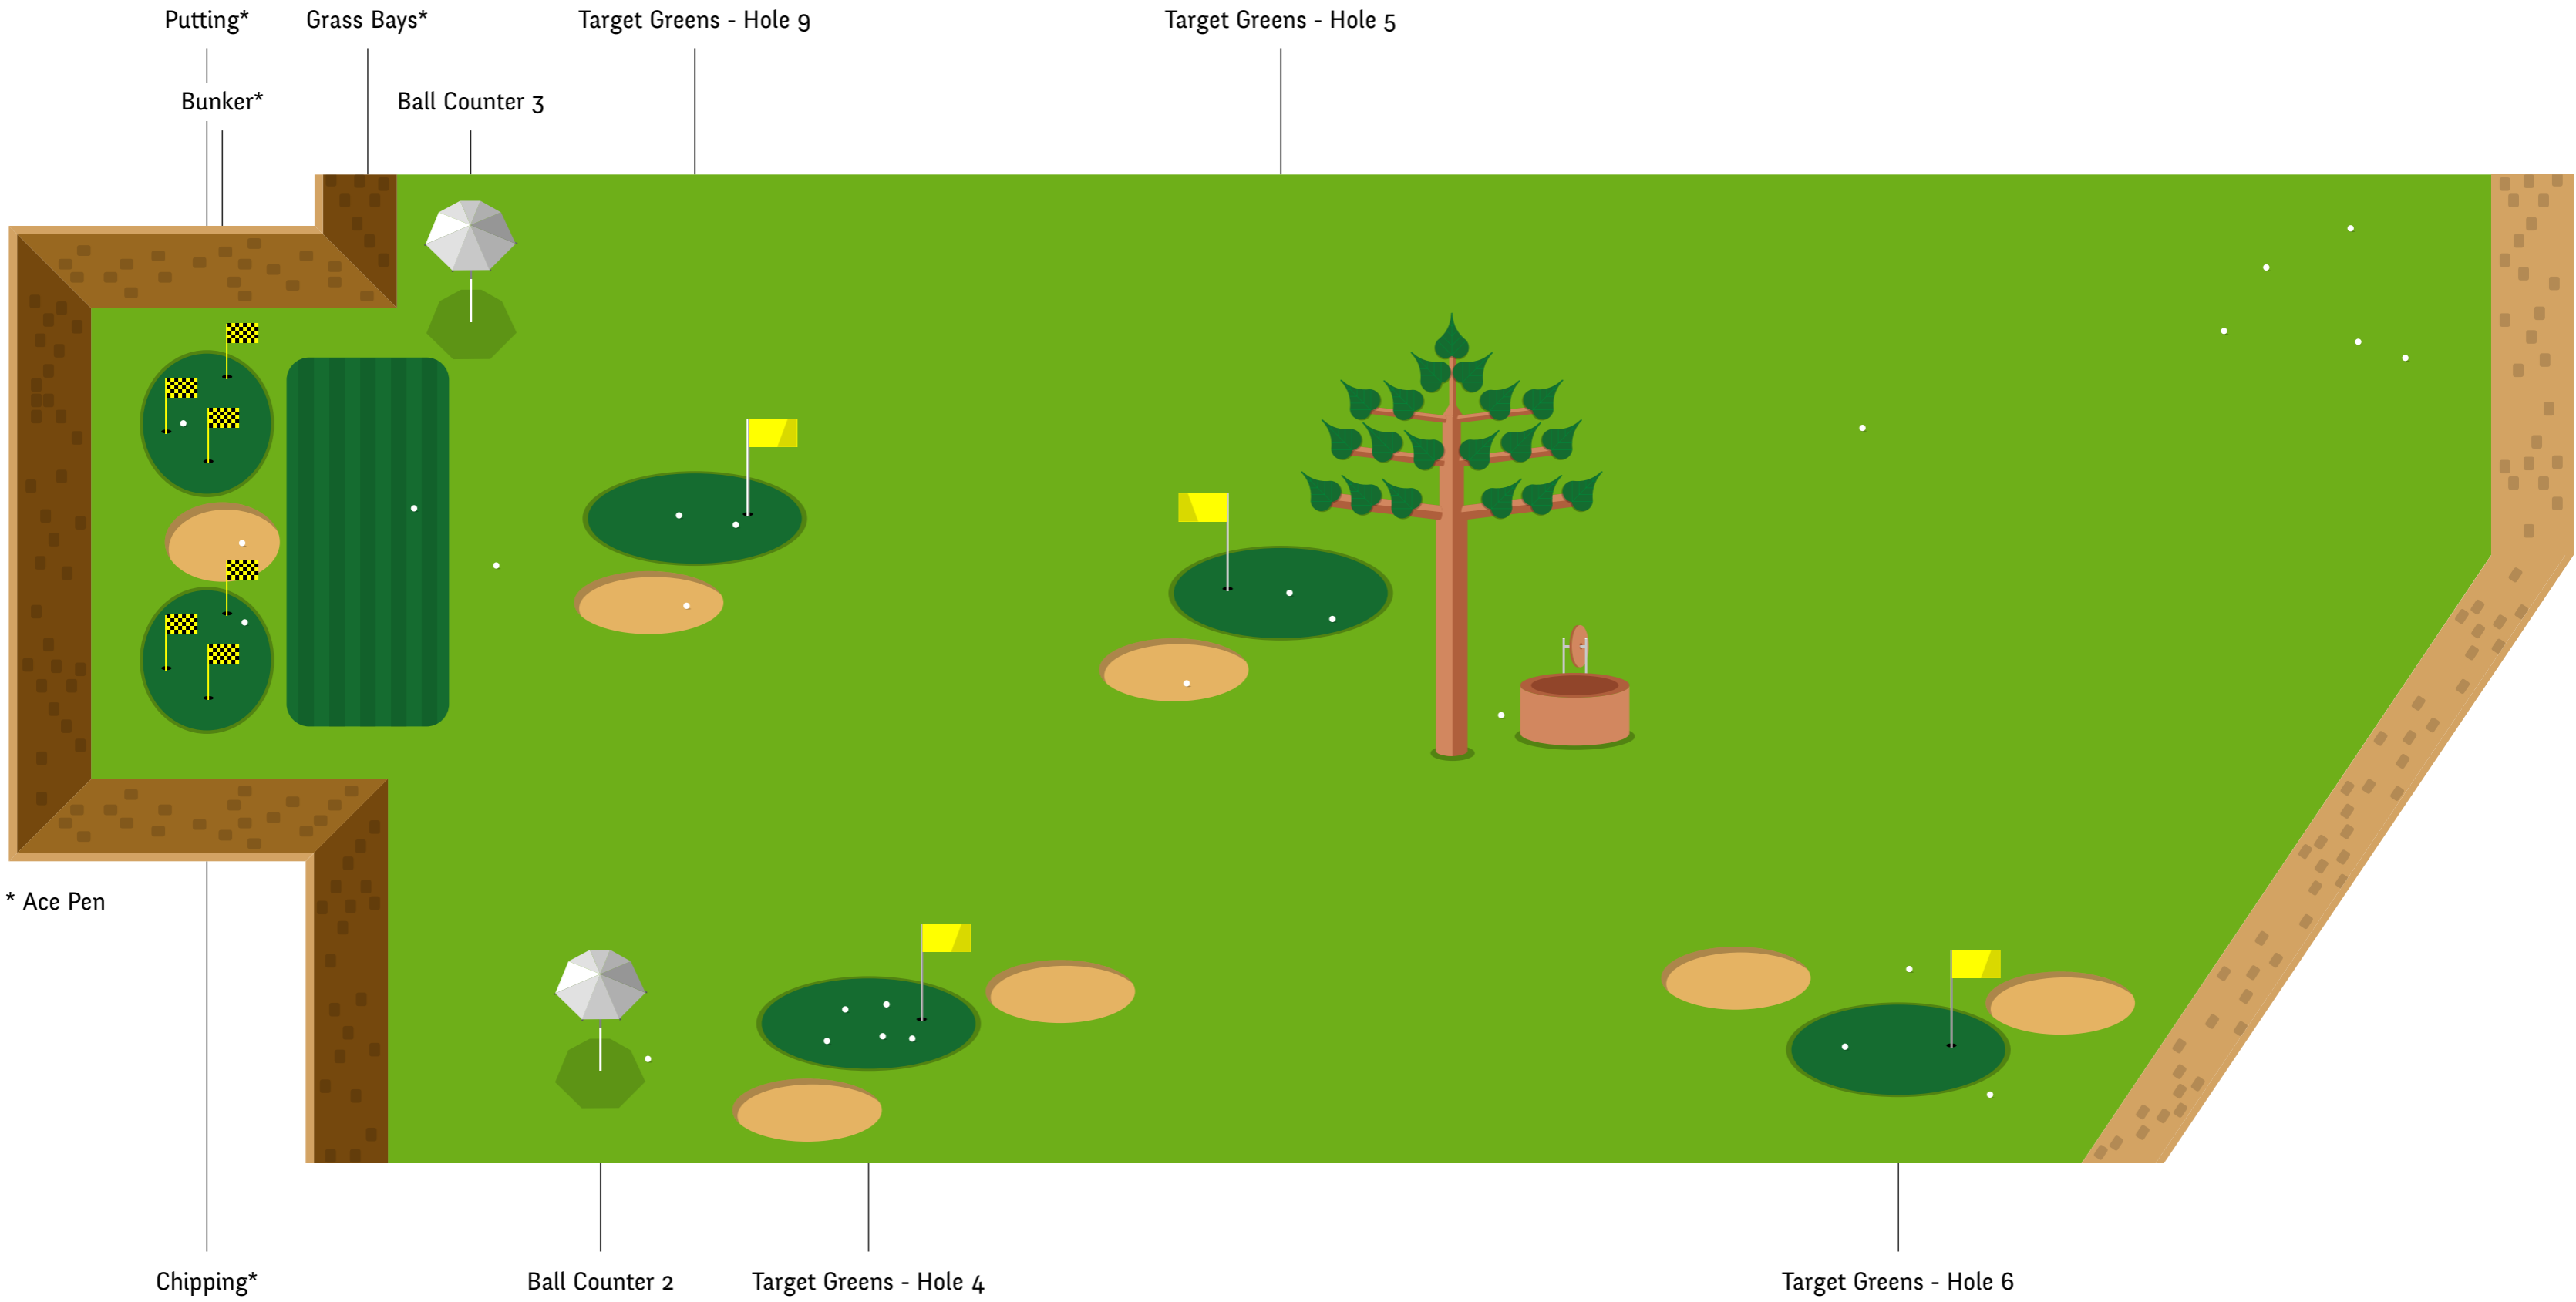 Putting*
Grass Bays*
Target Greens - Hole 9
Target Greens - Hole 5
Bunker*
Ball Counter 3
* Ace Pen
Chipping*
Ball Counter 2
Target Greens - Hole 4
Target Greens - Hole 6